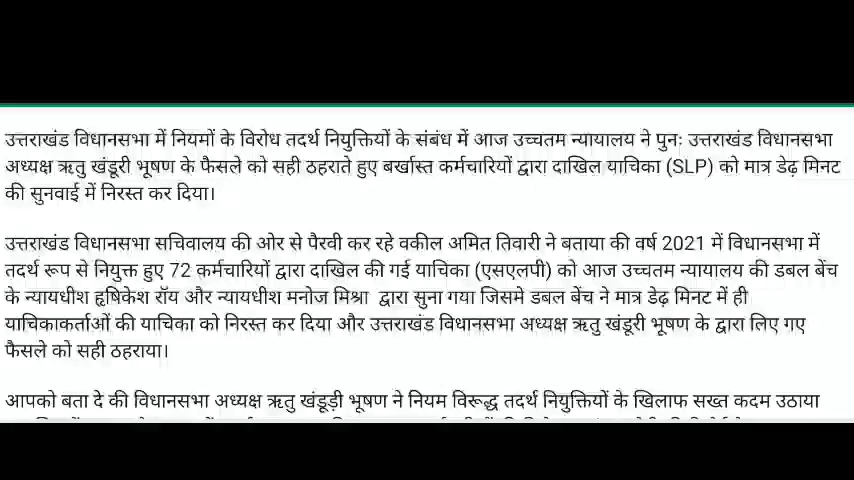 उत्तराखंड विधानसभा में नियमों के विरोध तदर्थ नियुक्तियों के संबंध में आज उच्चतम न्यायालय ने पुनः उत्तराखंड विधानसभा
अध्यक्ष ऋतु खंडूरी भूषण के फैसले को सही ठहराते हुए बर्खास्त कर्मचारियों द्वारा दाखिल याचिका (SLP) को मात्र डेढ़ मिनट
की सुनवाई में निरस्त कर दिया।
उत्तराखंड विधानसभा सचिवालय की ओर से पैरवी कर रहे वकील अमित तिवारी ने बताया की वर्ष 2021 में विधानसभा में
तदर्थ रूप से नियुक्त हुए 72 कर्मचारियों द्वारा दाखिल की गई याचिका (एसएलपी) को आज उच्चतम न्यायालय की डबल बेंच
के न्यायधीश हृषिकेश रॉय और न्यायधीश मनोज मिश्रा द्वारा सुना गया जिसमे डबल बेंच ने मात्र डेढ़ मिनट में ही
याचिकाकर्ताओं की याचिका को निरस्त कर दिया और उत्तराखंड विधानसभा अध्यक्ष ऋतु खंडूरी भूषण के द्वारा लिए गए
फैसले को सही ठहराया।
आपको बता दे की विधानसभा अध्यक्ष ऋतु खंडूड़ी भूषण ने नियम विरूद्ध तदर्थ नियुक्तियों के खिलाफ सख्त कदम उठाया